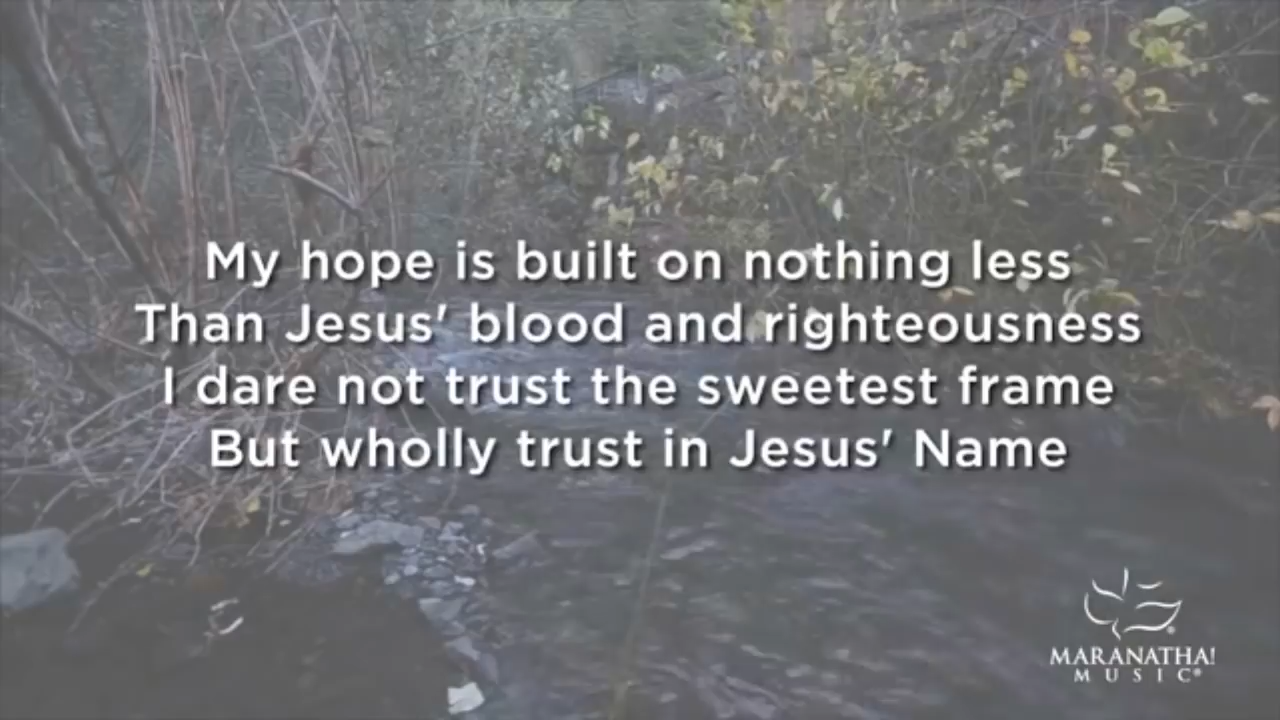 My hope is built on nothing less
Than Jesus' blood and righteousness
I dare not trust the sweetest frame
But wholly trust in Jesus' Name
MARANATHA!
MUSIC®